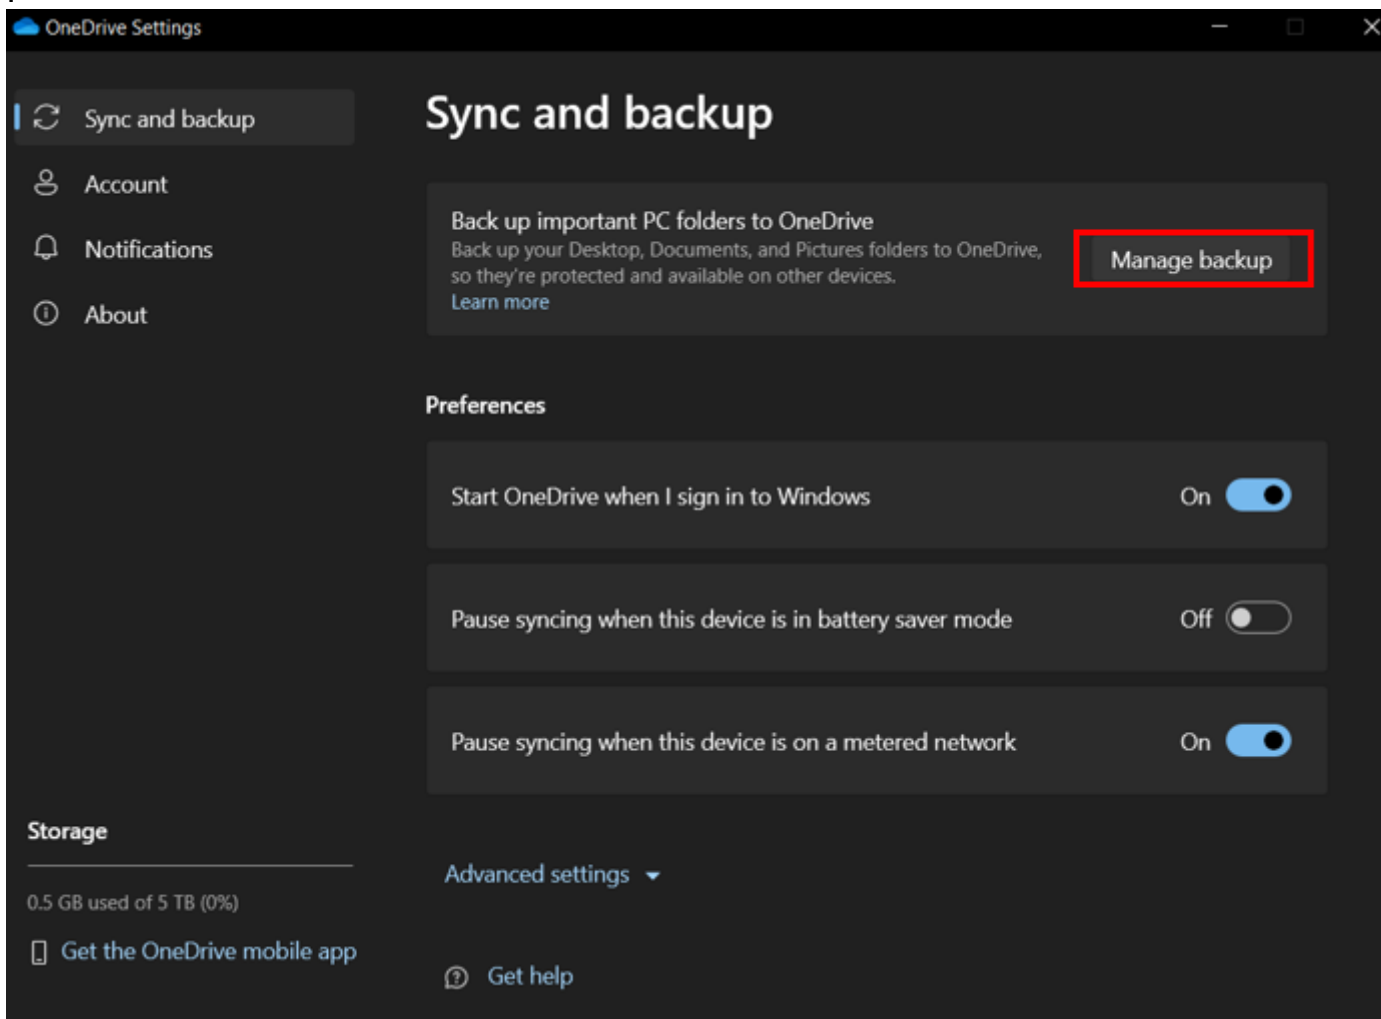 OneDrive Settings
Sync and backup
Account
Notifications
About
Storage
0.5 GB used of 5 TB (0%)
Get the OneDrive mobile app
Sync and backup
Back up important PC folders to OneDrive
Back up your Desktop, Documents, and Pictures folders to OneDrive,
so they're protected and available on other devices.
Learn more
Manage backup
Preferences
Start OneDrive when I sign in to Windows
On
Pause syncing when this device is in battery saver mode
Off
Pause syncing when this device is on a metered network
On
Advanced settings
Get help